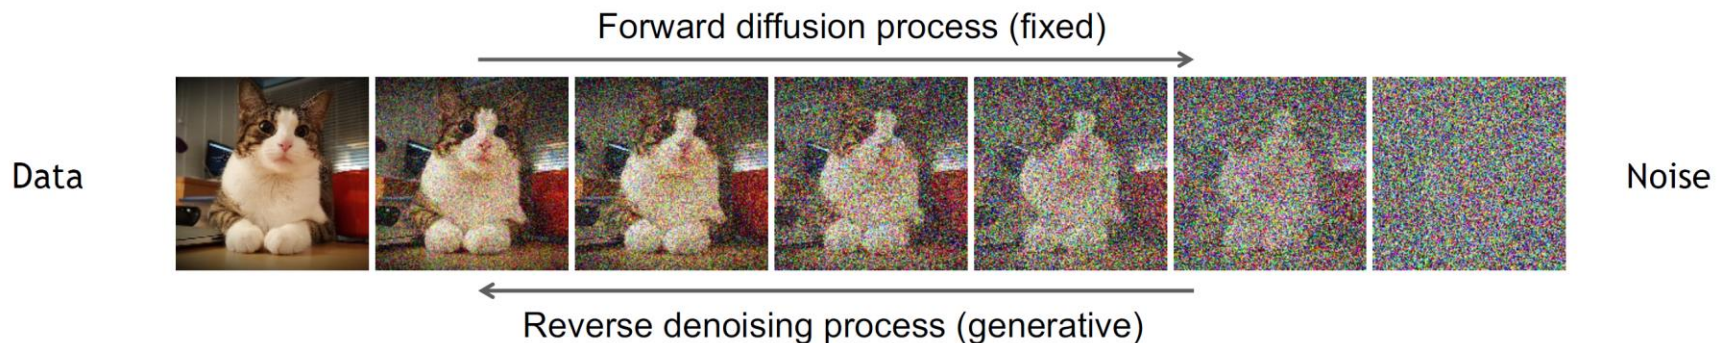 Forward diffusion process (fixed)
Data
Noise
Reverse denoising process (generative)